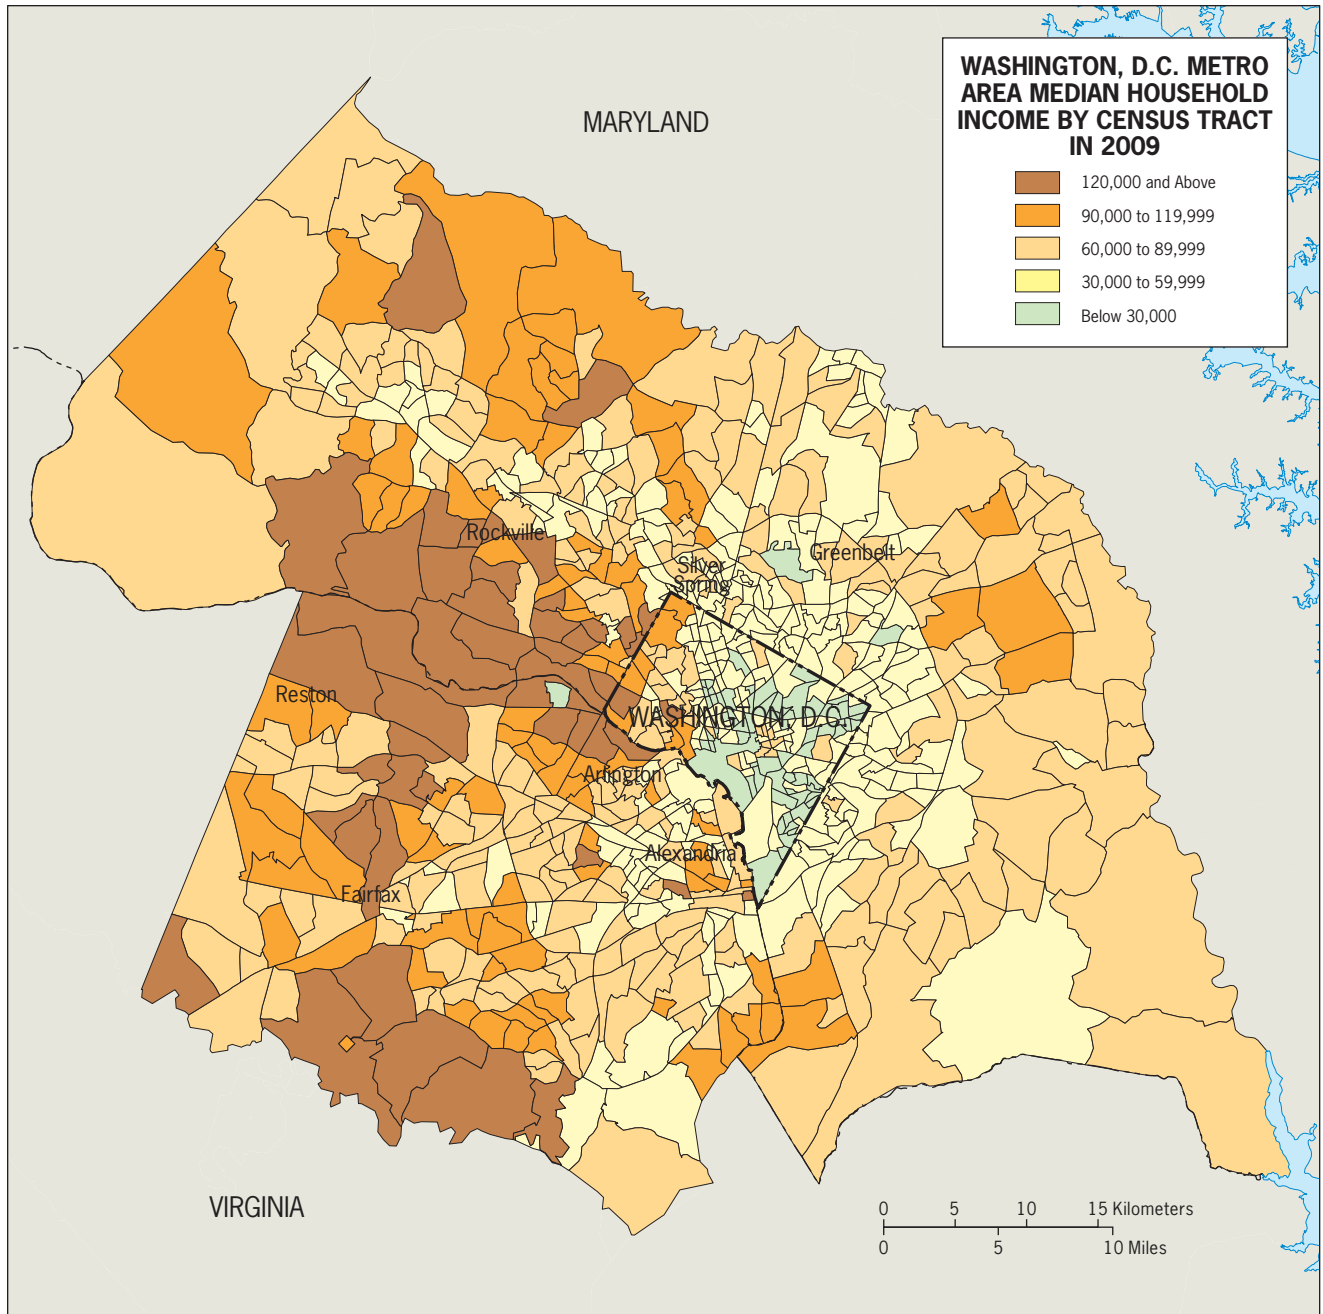 WASHINGTON, D.C. METRO
AREA MEDIAN HOUSEHOLD
INCOME BY CENSUS TRACT
IN 2009
120,000 and Above
90,000 to 119,999
60,000 to 89,999
30,000 to 59,999
Below 30,000
MARYLAND
Rockville
Greenbelt
Silver
Spring
Reston
WASHINGTON, D.C.
Arlington
Alexandria
Fairfax
VIRGINIA
0 5 10 15 Kilometers
0 5 10 Miles